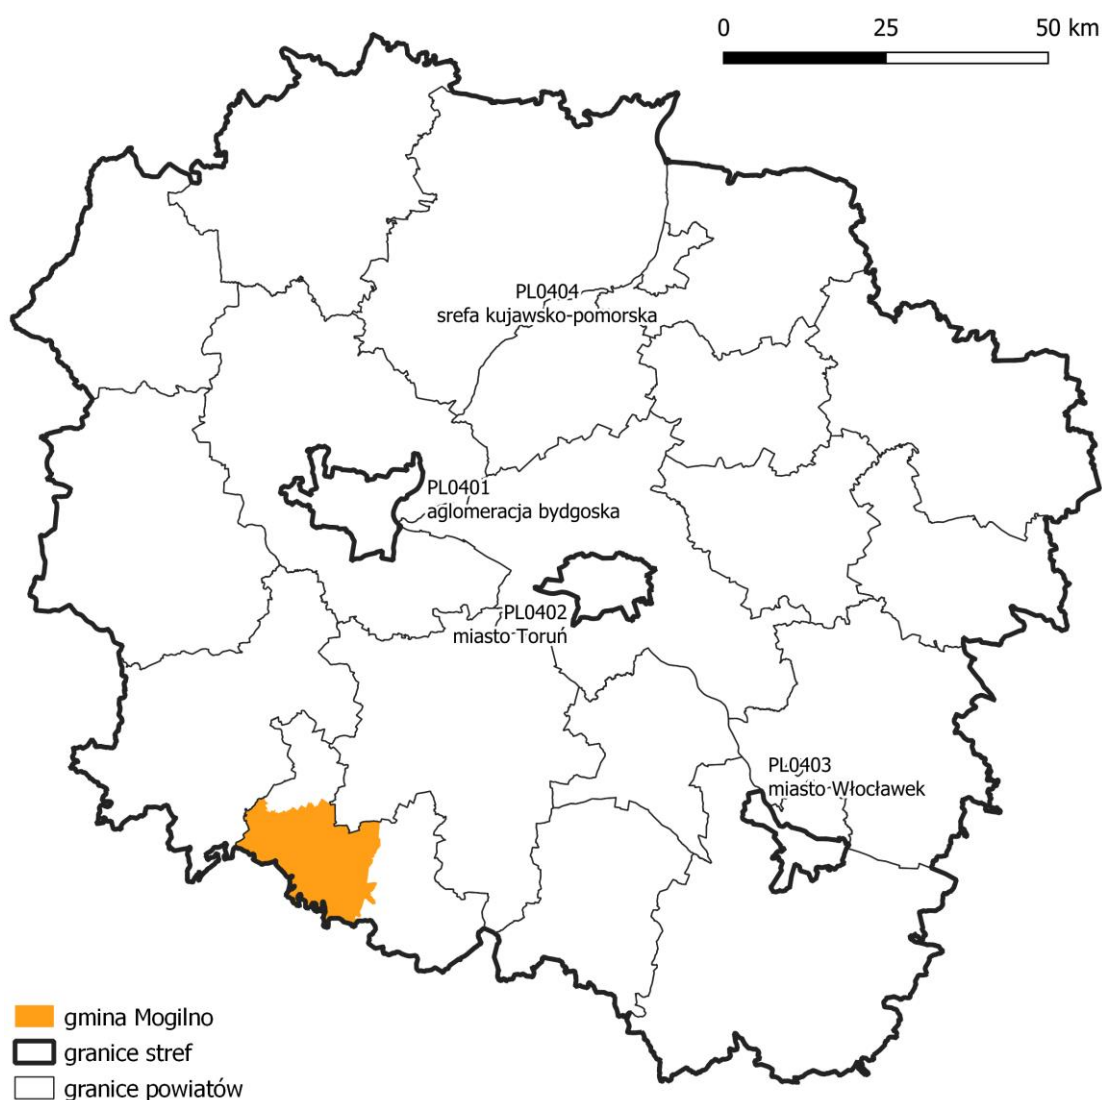 0 25 50 km
PL0404
srefa kujawsko-pomorska
PL0401
aglomeracja bydgoska
PL0402
miasto Toruń
PL0403
miasto Włocławek
gmina Mogilno
granice stref
granice powiatów